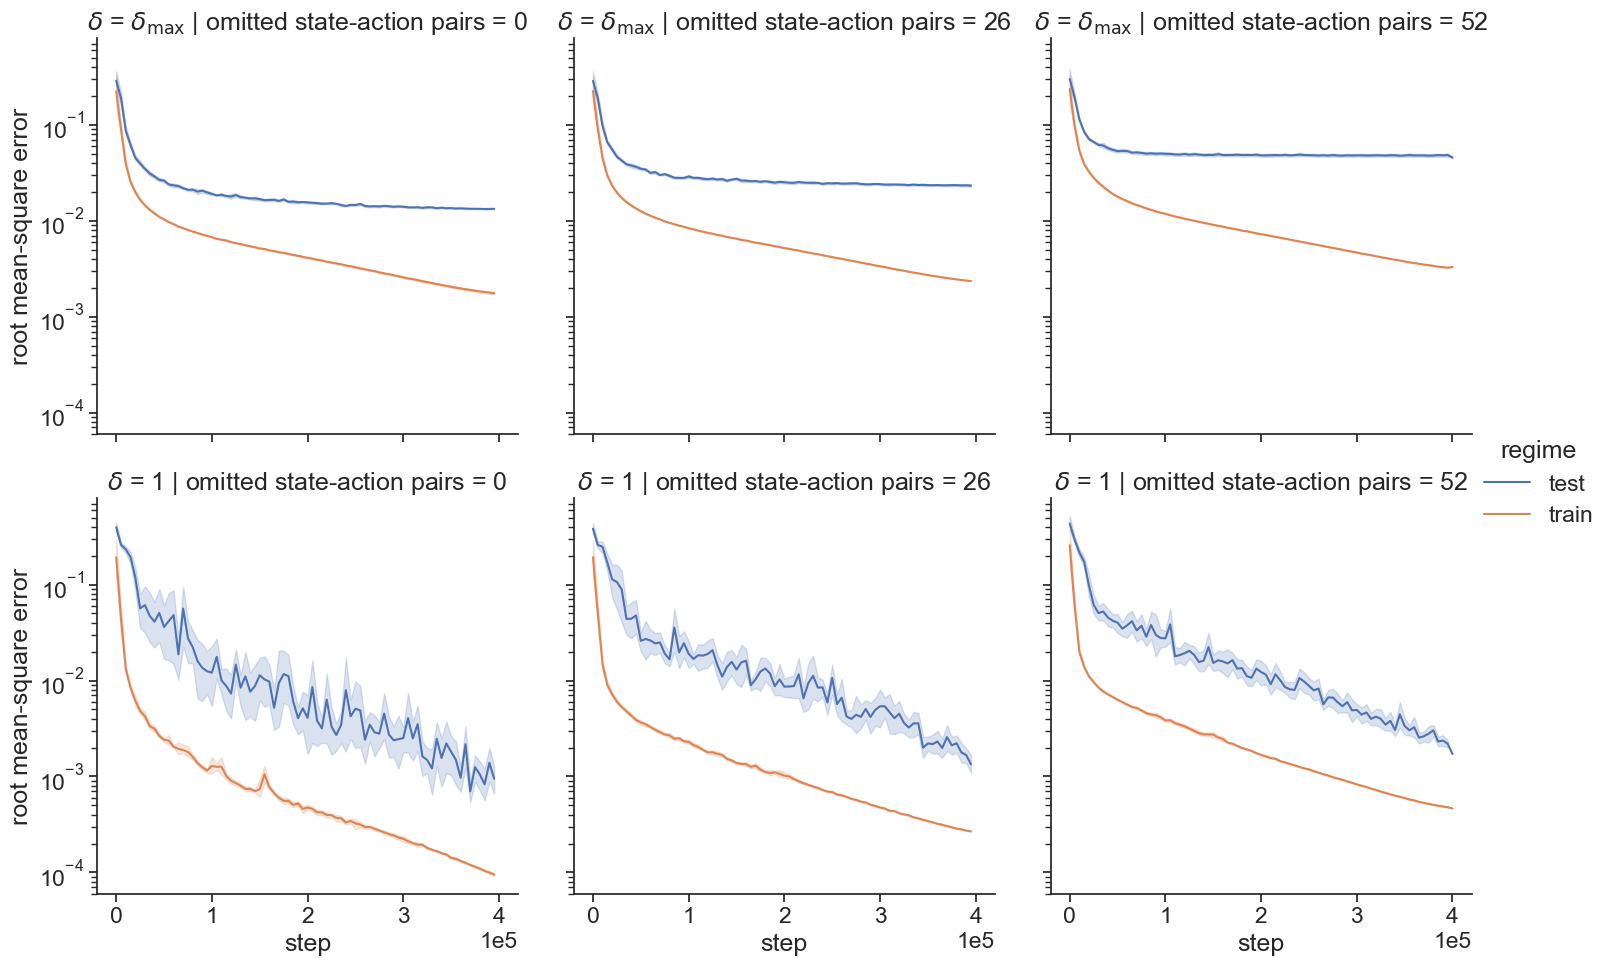 δ = δmax | omitted state-action pairs = 0
δ = δmax | omitted state-action pairs = 26
δ = δmax | omitted state-action pairs = 52
root mean-square error
10⁻¹
10⁻²
10⁻³
10⁻⁴
regime
test
train
δ = 1 | omitted state-action pairs = 0
δ = 1 | omitted state-action pairs = 26
δ = 1 | omitted state-action pairs = 52
root mean-square error
10⁻¹
10⁻²
10⁻³
10⁻⁴
0 1 2 3 4
1e5
step
0 1 2 3 4
1e5
step
0 1 2 3 4
1e5
step